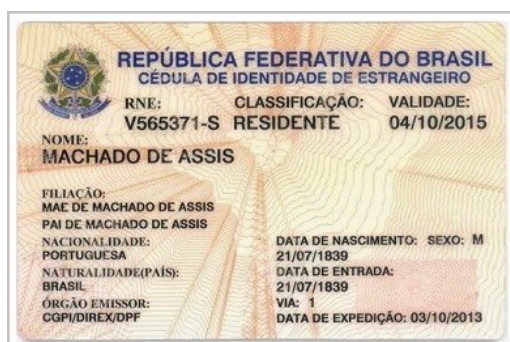 REPÚBLICA FEDERATIVA DO BRASIL
CÉDULA DE IDENTIDADE DE ESTRANGEIRO
RNE: CLASSIFICAÇÃO: VALIDADE:
V565371-S RESIDENTE 04/10/2015
NOME:
MACHADO DE ASSIS
FILIAÇÃO:
MAE DE MACHADO DE ASSIS
PAI DE MACHADO DE ASSIS
NACIONALIDADE:
PORTUGUESA
NATURALIDADE(PAÍS):
BRASIL
ÓRGÃO EMISSOR:
CGPI/DIREX/DPF
DATA DE NASCIMENTO: SEXO: M
21/07/1839
DATA DE ENTRADA:
21/07/1839
VIA: 1
DATA DE EXPEDIÇÃO: 03/10/2013